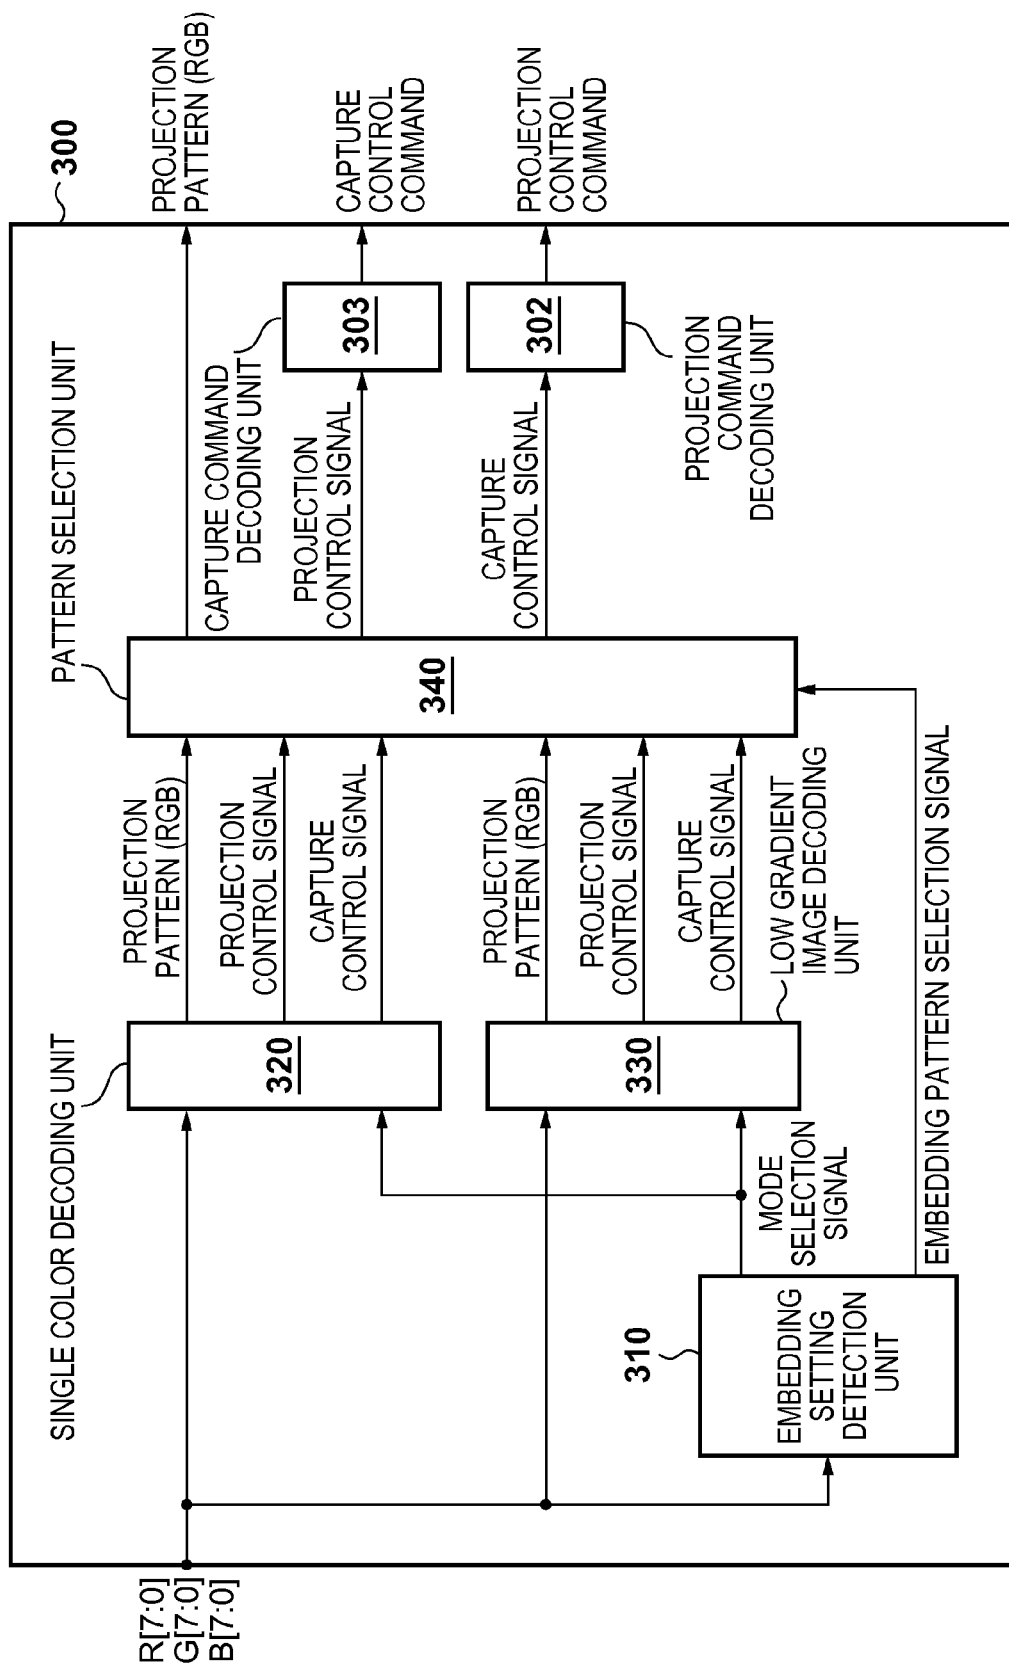 300
R[7:0]
G[7:0]
B[7:0]
SINGLE COLOR DECODING UNIT
320
PROJECTION
PATTERN (RGB)
PROJECTION
CONTROL SIGNAL
CAPTURE
CONTROL SIGNAL
330
PROJECTION
PATTERN (RGB)
PROJECTION
CONTROL SIGNAL
CAPTURE
CONTROL SIGNAL
LOW GRADIENT
IMAGE DECODING
UNIT
310
EMBEDDING
SETTING
DETECTION
UNIT
MODE
SELECTION
SIGNAL
EMBEDDING PATTERN SELECTION SIGNAL
PATTERN SELECTION UNIT
340
CAPTURE COMMAND
DECODING UNIT
PROJECTION
CONTROL SIGNAL
303
CAPTURE
CONTROL SIGNAL
302
PROJECTION
COMMAND
DECODING UNIT
PROJECTION
PATTERN (RGB)
CAPTURE
CONTROL
COMMAND
PROJECTION
CONTROL
COMMAND